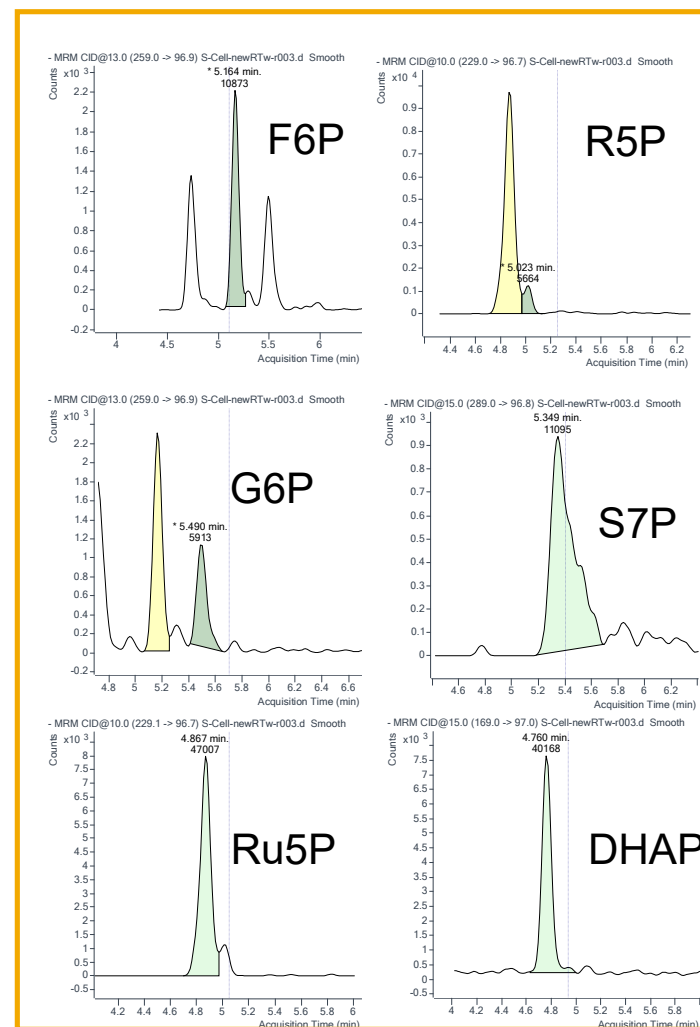 - MRM CID@13.0 (259.0 -> 96.9) S-Cell-newRTw-r003.d Smooth
x10 3
Counts
* 5.164 min.
10873
F6P
2.2
2
1.8
1.6
1.4
1.2
1
0.8
0.6
0.4
0.2
0
-0.2
4 4.5 5 5.5 6
Acquisition Time (min)
- MRM CID@10.0 (229.0 -> 96.7) S-Cell-newRTw-r003.d Smooth
x10 4
Counts
R5P
0.9
0.8
0.7
0.6
0.5
0.4
0.3
0.2
0.1
0
* 5.023 min.
5664
4.4 4.6 4.8 5 5.2 5.4 5.6 5.8 6 6.2
Acquisition Time (min)
- MRM CID@13.0 (259.0 -> 96.9) S-Cell-newRTw-r003.d Smooth
x10 3
Counts
G6P
2.2
2
1.8
1.6
1.4
1.2
1
0.8
0.6
0.4
0.2
0
-0.2
* 5.490 min.
5913
4.8 5 5.2 5.4 5.6 5.8 6 6.2 6.4 6.6
Acquisition Time (min)
- MRM CID@15.0 (289.0 -> 96.8) S-Cell-newRTw-r003.d Smooth
x10 3
Counts
5.349 min.
11095
S7P
0.9
0.8
0.7
0.6
0.5
0.4
0.3
0.2
0.1
0
4.6 4.8 5 5.2 5.4 5.6 5.8 6 6.2 6.4
Acquisition Time (min)
- MRM CID@10.0 (229.1 -> 96.7) S-Cell-newRTw-r003.d Smooth
x10 3
Counts
4.867 min.
47007
Ru5P
8
7.5
7
6.5
6
5.5
5
4.5
4
3.5
3
2.5
2
1.5
1
0.5
0
-0.5
4.2 4.4 4.6 4.8 5 5.2 5.4 5.6 5.8 6
Acquisition Time (min)
- MRM CID@15.0 (169.0 -> 97.0) S-Cell-newRTw-r003.d Smooth
x10 3
Counts
4.760 min.
40168
DHAP
7.5
7
6.5
6
5.5
5
4.5
4
3.5
3
2.5
2
1.5
1
0.5
0
-0.5
4 4.2 4.4 4.6 4.8 5 5.2 5.4 5.6 5.8
Acquisition Time (min)